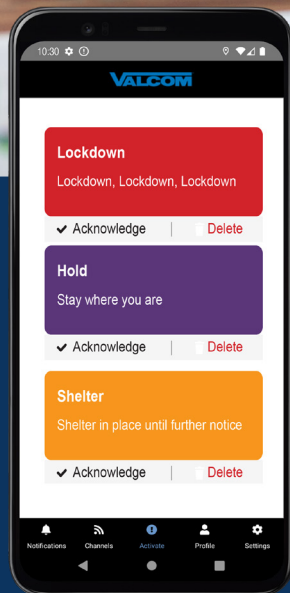 10:30
VALCOM
Lockdown
Lockdown, Lockdown, Lockdown
✔ Acknowledge | Delete
Hold
Stay where you are
✔ Acknowledge | Delete
Shelter
Shelter in place until further notice
✔ Acknowledge | Delete
Notifications Channels Activate Profile Settings